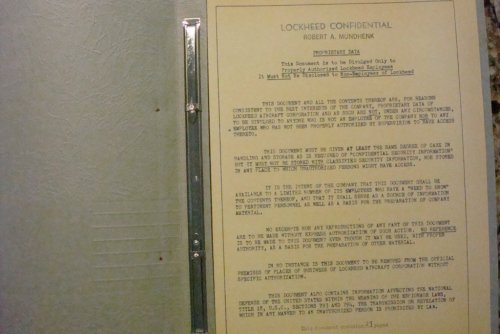 LOCKHEED CONFIDENTIAL
ROBERT A. MUNDHENK
PROPRIETARY DATA
This Document is to be Divulged Only to
Properly Authorized Lockheed Employees
It Must Not Be Disclosed to Non-Employees of Lockheed
THIS DOCUMENT AND ALL THE CONTENTS THEREOF ARE, FOR REASONS
CONSISTENT TO THE BEST INTERESTS OF THE COMPANY, PROPRIETARY DATA OF
LOCKHEED AIRCRAFT CORPORATION AND AS SUCH ARE NOT, UNDER ANY CIRCUMSTANCES,
TO BE DIVULGED TO ANYONE WHO IS NOT AN EMPLOYEE OF THE COMPANY NOR TO ANY
EMPLOYEE WHO HAS NOT BEEN PROPERLY AUTHORIZED BY SUPERVISION TO HAVE ACCESS
THERETO.
THIS DOCUMENT MUST BE GIVEN AT LEAST THE SAME DEGREE OF CARE IN
HANDLING AND STORAGE AS IS REQUIRED OF "CONFIDENTIAL SECURITY INFORMATION"
BUT IT MUST NOT BE STORED WITH CLASSIFIED SECURITY INFORMATION, NOR STORED
IN ANY PLACE TO WHICH UNAUTHORIZED PERSONS MIGHT HAVE ACCESS.
IT IS THE INTENT OF THE COMPANY THAT THIS DOCUMENT SHALL BE
AVAILABLE TO A LIMITED NUMBER OF ITS EMPLOYEES WHO HAVE A "NEED TO KNOW"
THE CONTENTS THEREOF, AND THAT IT SHALL SERVE AS A SOURCE OF INFORMATION
TO PERTINENT PERSONNEL AS WELL AS A BASIS FOR THE PREPARATION OF COMPANY
MATERIAL.
NO EXCERPTS NOR ANY REPRODUCTIONS OF ANY PART OF THIS DOCUMENT
ARE TO BE MADE WITHOUT EXPRESS AUTHORIZATION OF SUCH ACTION. NO REFERENCE
IS TO BE MADE TO THIS DOCUMENT EVEN THOUGH IT MAY BE USED, WITH PROPER
AUTHORITY, AS A BASIS FOR THE PREPARATION OF OTHER MATERIAL.
IN NO INSTANCE IS THIS DOCUMENT TO BE REMOVED FROM THE OFFICIAL
PREMISES OF PLACES OF BUSINESS OF LOCKHEED AIRCRAFT CORPORATION WITHOUT
SPECIFIC AUTHORIZATION.
THIS DOCUMENT ALSO CONTAINS INFORMATION AFFECTING THE NATIONAL
DEFENSE OF THE UNITED STATES WITHIN THE MEANING OF THE ESPIONAGE LAWS,
TITLE 18, U.S.C., SECTIONS 793 AND 794, THE TRANSMISSION OR REVELATION OF
WHICH IN ANY MANNER TO AN UNAUTHORIZED PERSON IS PROHIBITED BY LAW.
This document contains pages